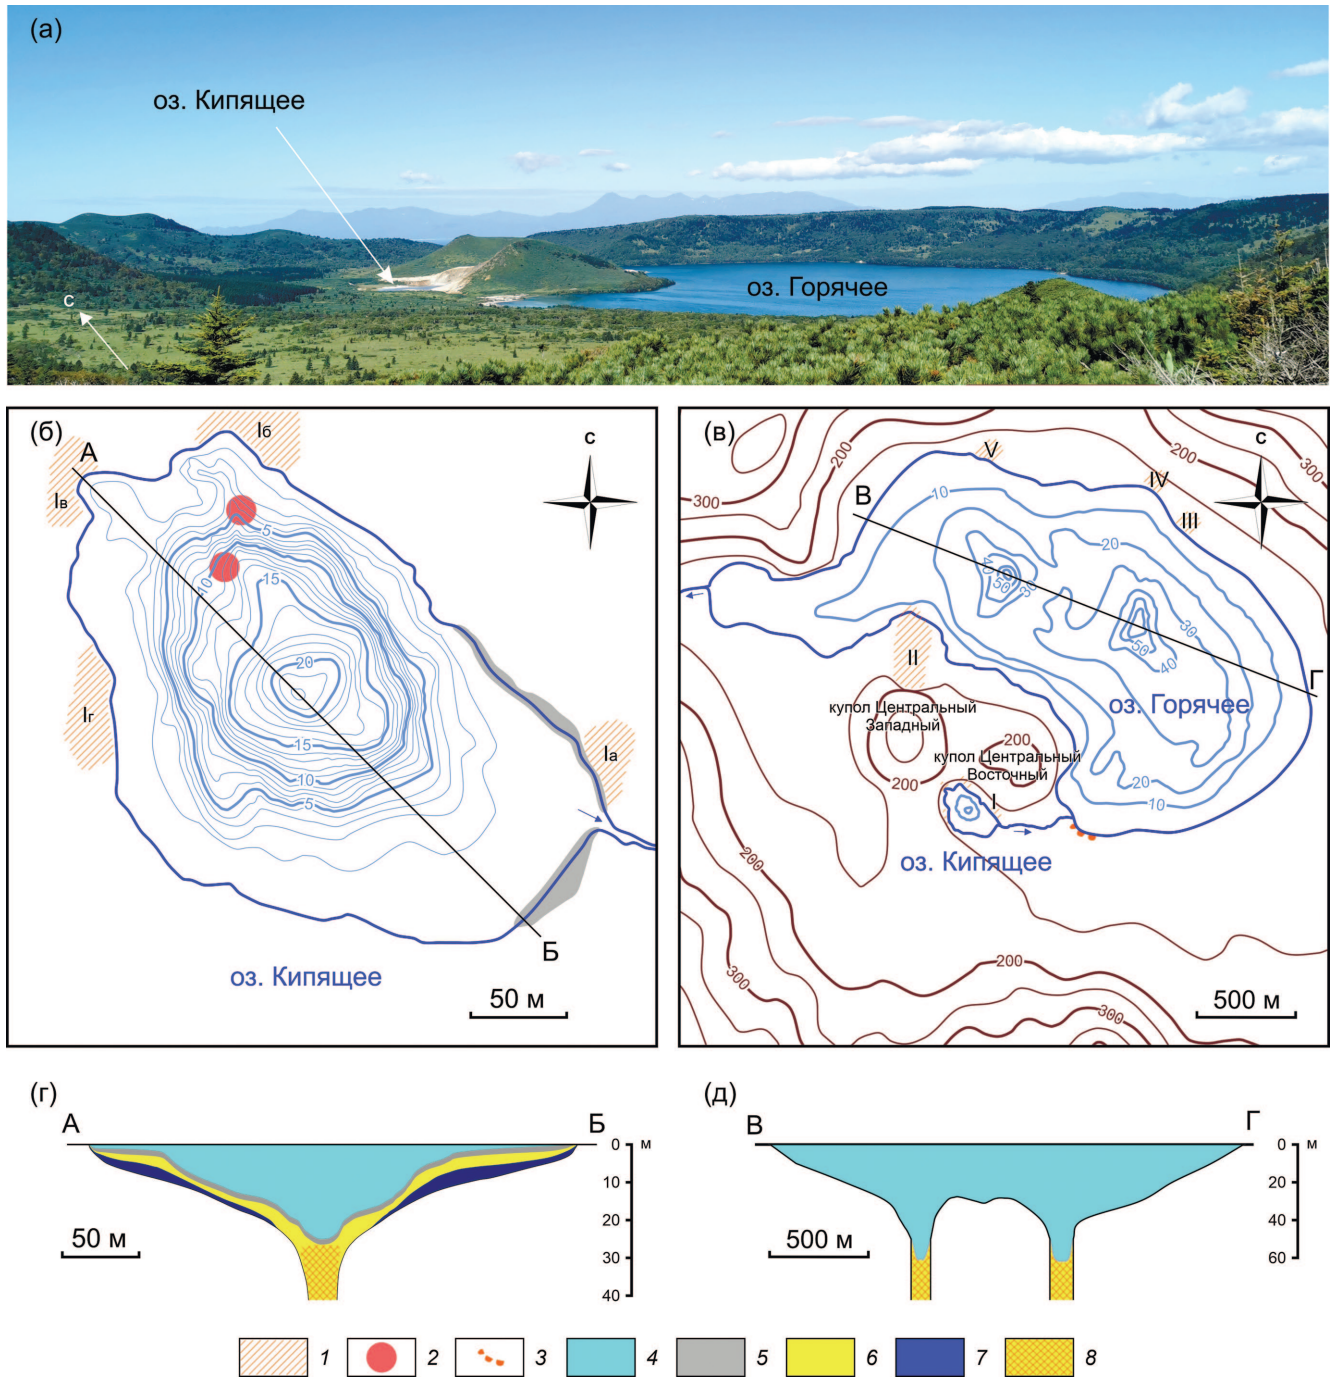 (а)
оз. Кипящее
оз. Горячее
с
(б)
А
Iб
Iв
с
5
10
15
20
Iг
15
10
5
Iа
Б
оз. Кипящее
50 м
(в)
200
300
V
с
300
200
IV
III
В
10
20
40
50
30
30
50
40
II
Г
оз. Горячее
купол Центральный
Западный
200
200
купол Центральный
Восточный
20
10
I
оз. Кипящее
200
200
300
300
500 м
(г)
А
Б
0 м
10
20
30
40
50 м
(д)
В
Г
0 м
20
40
60
500 м
1
2
3
4
5
6
7
8